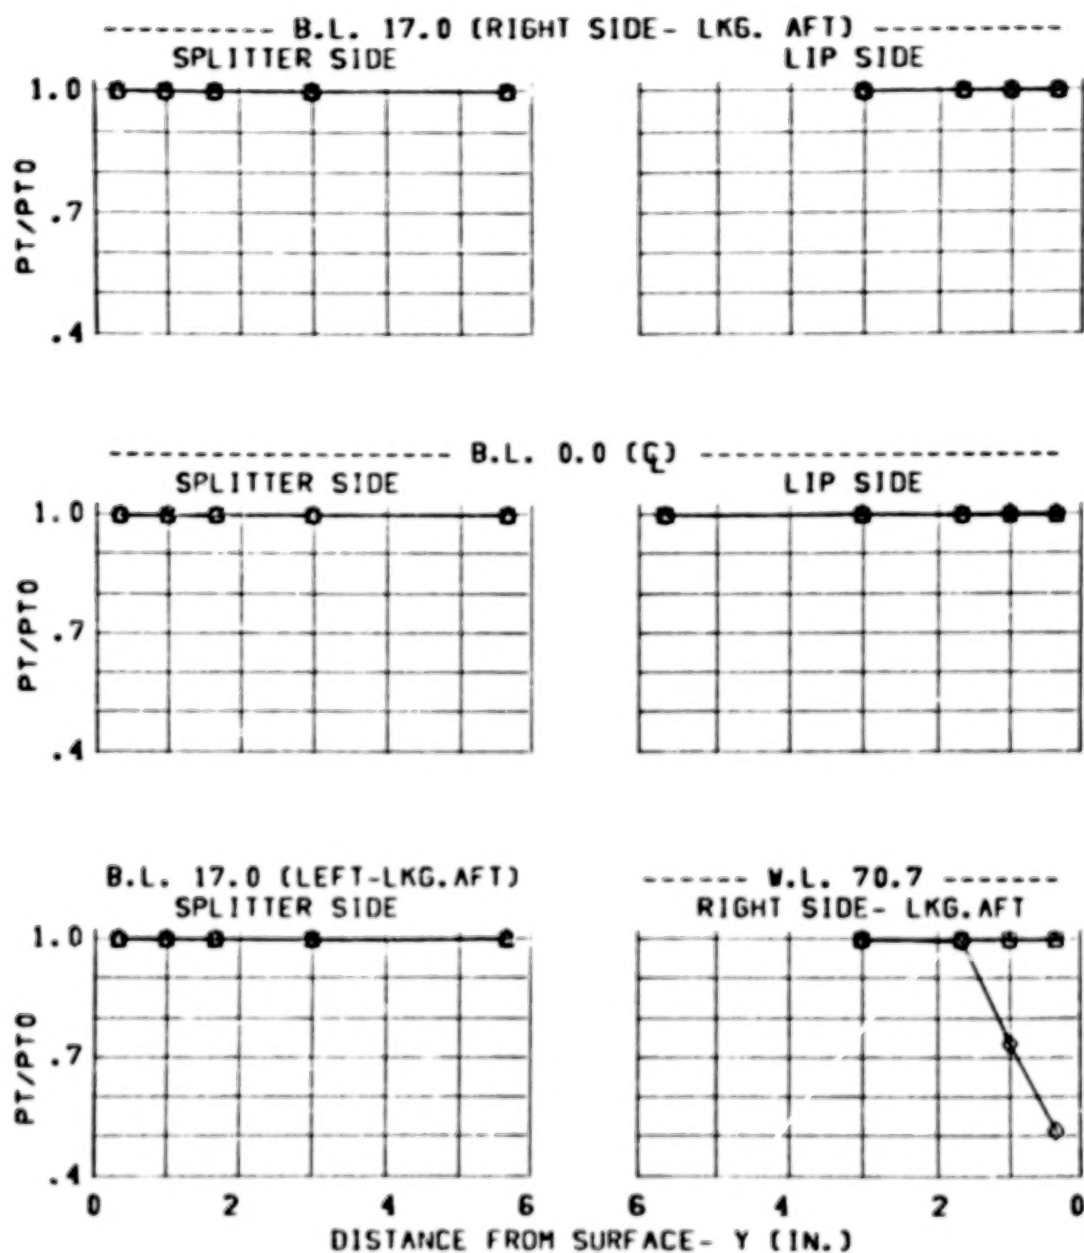 --------- B.L. 17.0 (RIGHT SIDE- LKG. AFT) ----------
SPLITTER SIDE LIP SIDE
1.0
.7
.4
PT/PTO
------------------ B.L. 0.0 (℄) -------------------
SPLITTER SIDE LIP SIDE
1.0
.7
.4
PT/PTO
B.L. 17.0 (LEFT-LKG.AFT) ------ W.L. 70.7 ------
SPLITTER SIDE RIGHT SIDE- LKG.AFT
1.0
.7
.4
PT/PTO
0 2 4 6 6 4 2 0
DISTANCE FROM SURFACE- Y (IN.)